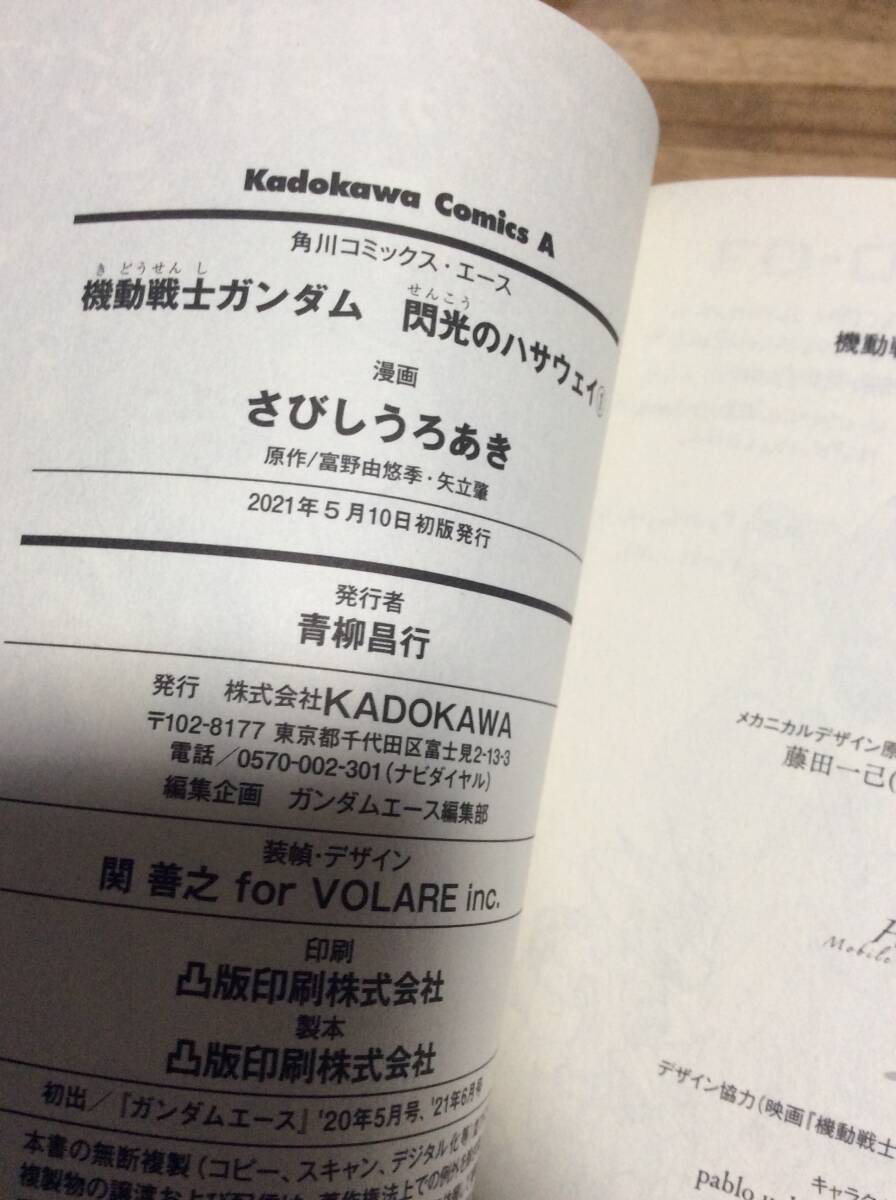 Kadokawa Comics A
角川コミックス・エース
き どうせん し せんこう
機動戦士ガンダム 閃光のハサウェイ①
漫画
さびしうろあき
原作/富野由悠季・矢立肇
2021年5月10日初版発行
発行者
青柳昌行
発行 株式会社KADOKAWA
〒102-8177 東京都千代田区富士見2-13-3
電話/0570-002-301(ナビダイヤル)
編集企画 ガンダムエース編集部
装幀・デザイン
関 善之 for VOLARE inc.
印刷
凸版印刷株式会社
製本
凸版印刷株式会社
初出/『ガンダムエース』'20年5月号、'21年6月号
本書の無断複製(コピー、スキャン、デジタル化等)
複製物の譲渡および配信は、著作権法上での例外を
機動戦
メカニカルデザイン原
藤田一己(
Mobile
デザイン協力(映画『機動戦士
キャラク
pablo